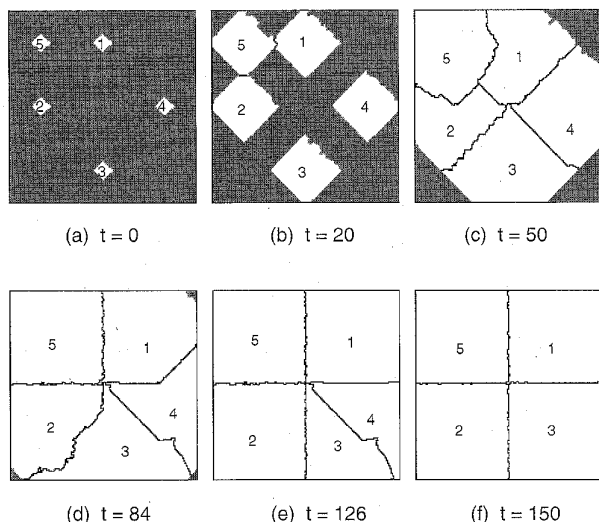 5 1
2 4
3
5 1
2 4
3
5 1
2 4
3
(a) t = 0
(b) t = 20
(c) t = 50
5 1
2 4
3
5 1
2 4
3
5 1
2 3
(d) t = 84
(e) t = 126
(f) t = 150